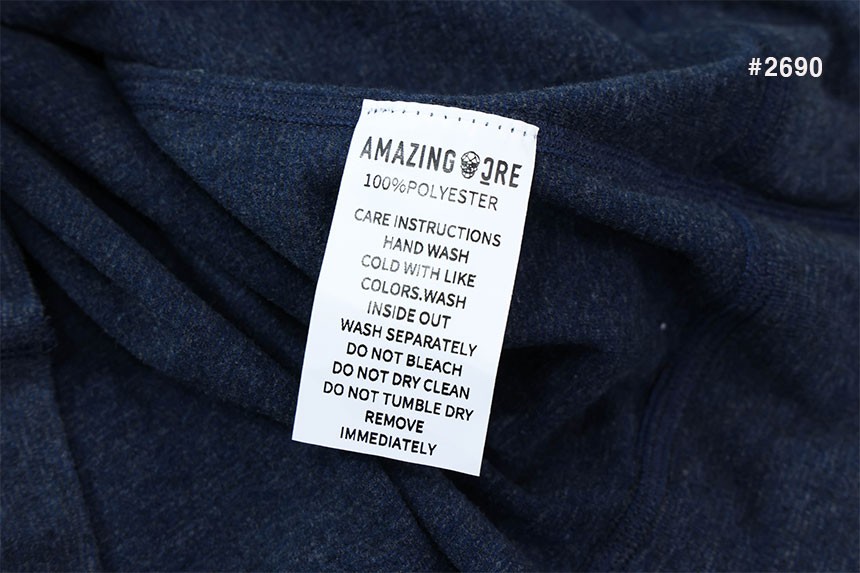 #2690
AMAZING CRE
100%POLYESTER
CARE INSTRUCTIONS
HAND WASH
COLD WITH LIKE
COLORS.WASH
INSIDE OUT
WASH SEPARATELY
DO NOT BLEACH
DO NOT DRY CLEAN
DO NOT TUMBLE DRY
REMOVE
IMMEDIATELY